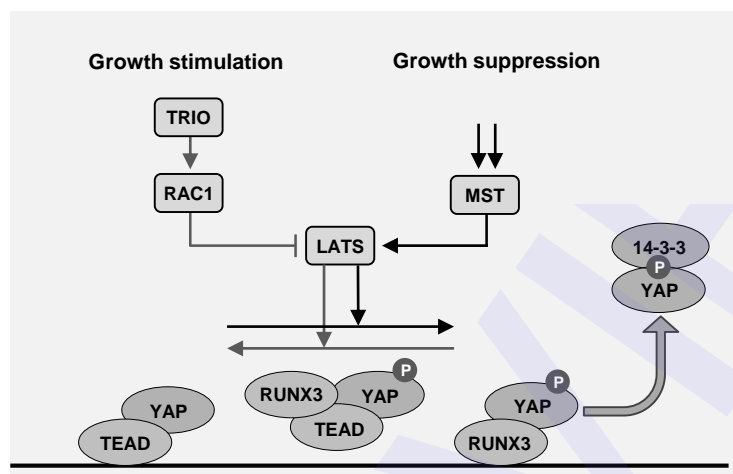 Growth stimulation
Growth suppression
TRIO
RAC1
MST
LATS
14-3-3
P
YAP
P
RUNX3
YAP
TEAD
P
YAP
RUNX3
YAP
TEAD